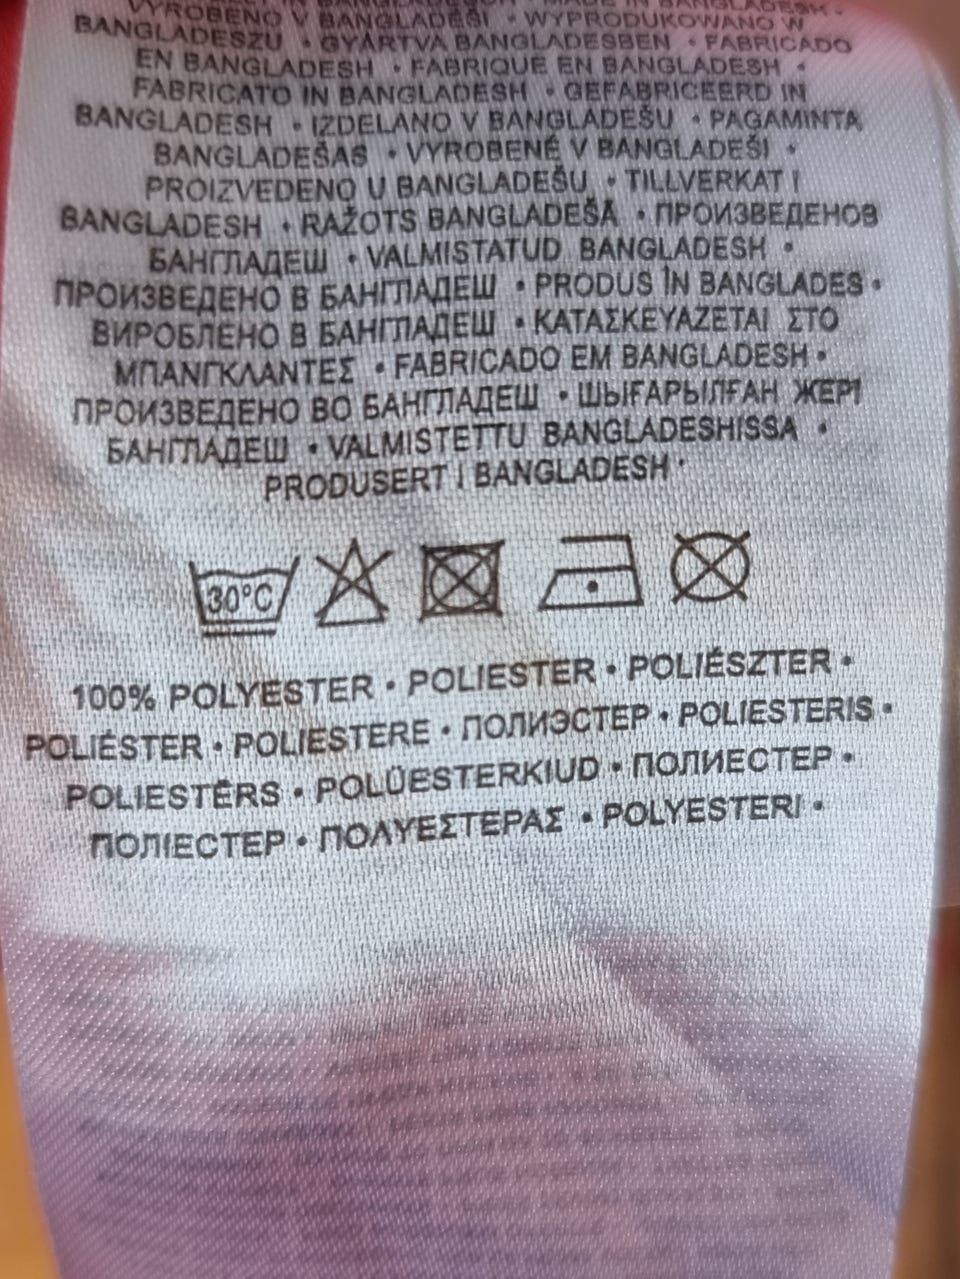 MADE IN BANGLADESH •
VYROBENO V BANGLADÉŠI • WYPRODUKOWANO W
BANGLADESZU • GYÁRTVA BANGLADESBEN • FABRICADO
EN BANGLADESH • FABRIQUE EN BANGLADESH •
FABRICATO IN BANGLADESH • GEFABRICEERD IN
BANGLADESH • IZDELANO V BANGLADEŠU • PAGAMINTA
BANGLADEŠAS • VYROBENÉ V BANGLADÉŠI •
PROIZVEDENO U BANGLADEŠU • TILLVERKAT I
BANGLADESH • RAŽOTS BANGLADEŠĀ • ПРОИЗВЕДЕНОВ
БАНГЛАДЕШ • VALMISTATUD BANGLADESH •
ПРОИЗВЕДЕНО В БАНГЛАДЕШ • PRODUS ÎN BANGLADES •
ВИРОБЛЕНО В БАНГЛАДЕШ • ΚΑΤΑΣΚΕΥΑΖΕΤΑΙ ΣΤΟ
ΜΠΑΝΓΚΛΑΝΤΕΣ • FABRICADO EM BANGLADESH •
ПРОИЗВЕДЕНО ВО БАНГЛАДЕШ • ШЫҒАРЫЛҒАН ЖЕРІ
БАНГЛАДЕШ • VALMISTETTU BANGLADESHISSA •
PRODUSERT I BANGLADESH •
30°C
100% POLYESTER • POLIESTER • POLIÉSZTER •
POLIÉSTER • POLIESTERE • ПОЛИЭСТЕР • POLIESTERIS •
POLIESTĒRS • POLÜESTERKIUD • ПОЛИЕСТЕР •
ПОЛІЕСТЕР • ΠΟΛΥΕΣΤΕΡΑΣ • POLYESTERI •